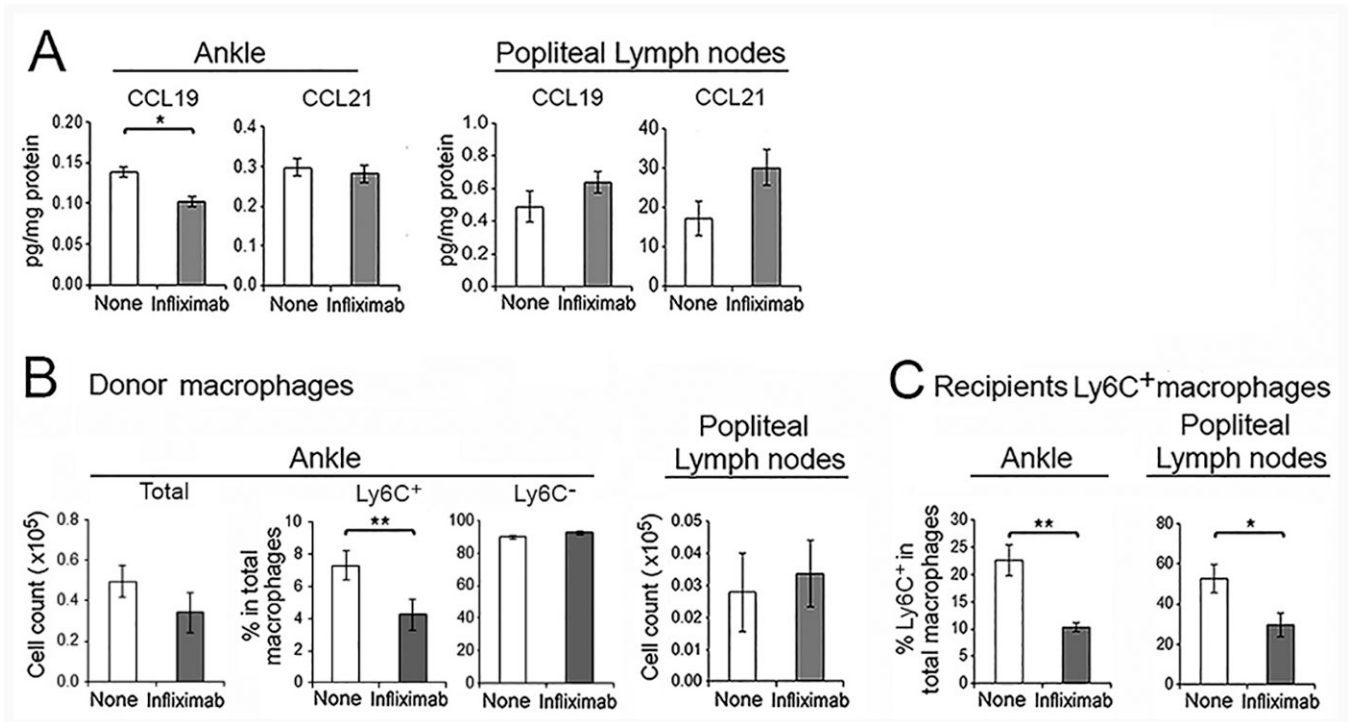 A
Ankle
Popliteal Lymph nodes
CCL19
CCL21
CCL19
CCL21
pg/mg protein
0.20
0.15
0.10
0.05
0.00
*
None Infliximab
0.4
0.3
0.2
0.1
0.0
None Infliximab
pg/mg protein
1.0
0.8
0.6
0.4
0.2
0.0
None Infliximab
40
30
20
10
0
None Infliximab
B Donor macrophages
Ankle
Popliteal
Lymph nodes
Total
Ly6C+
Ly6C-
Cell count (x10⁵)
0.8
0.6
0.4
0.2
0.0
None Infliximab
% in total
macrophages
10
8
6
4
2
0
**
None Infliximab
100
80
60
40
20
0
None Infliximab
Cell count (x10⁵)
0.05
0.04
0.03
0.02
0.01
0.00
None Infliximab
C Recipients Ly6C+ macrophages
Ankle
Popliteal
Lymph nodes
% Ly6C+ in
total macrophages
30
25
20
15
10
5
0
**
None Infliximab
80
60
40
20
0
*
None Infliximab